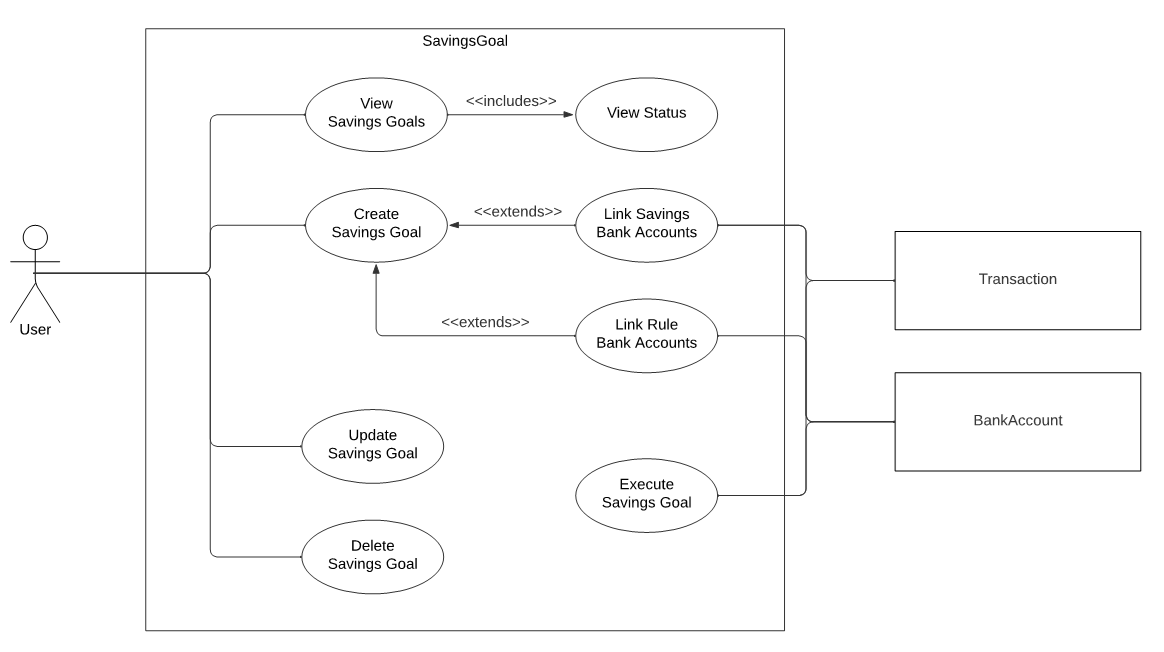 SavingsGoal
View
Savings Goals
<<includes>>
View Status
Create
Savings Goal
<<extends>>
Link Savings
Bank Accounts
Transaction
User
<<extends>>
Link Rule
Bank Accounts
BankAccount
Update
Savings Goal
Execute
Savings Goal
Delete
Savings Goal